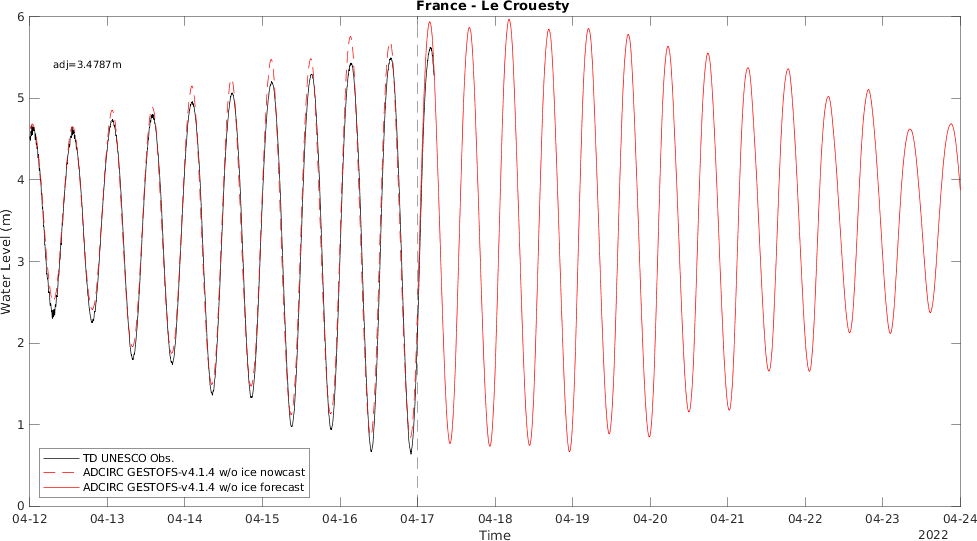 France - Le Crouesty
adj=3.4787m
Water Level (m)
6
5
4
3
2
1
0
TD UNESCO Obs.
ADCIRC GESTOFS-v4.1.4 w/o ice nowcast
ADCIRC GESTOFS-v4.1.4 w/o ice forecast
04-12 04-13 04-14 04-15 04-16 04-17 04-18 04-19 04-20 04-21 04-22 04-23 04-24
Time
2022